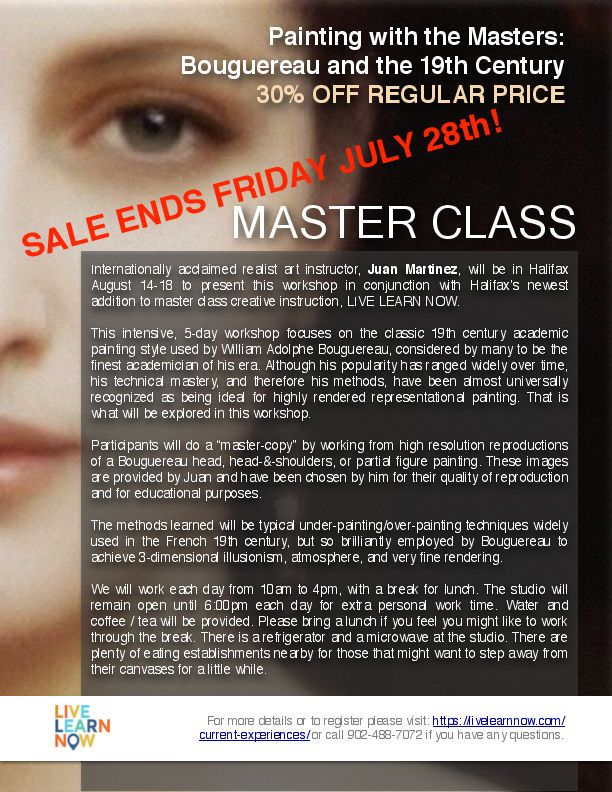 Painting with the Masters:
Bouguereau and the 19th Century
30% OFF REGULAR PRICE
SALE ENDS FRIDAY JULY 28th!
MASTER CLASS
Internationally acclaimed realist art instructor, Juan Martinez, will be in Halifax
August 14-18 to present this workshop in conjunction with Halifax's newest
addition to master class creative instruction, LIVE LEARN NOW.
This intensive, 5-day workshop focuses on the classic 19th century academic
painting style used by William Adolphe Bouguereau, considered by many to be the
finest academician of his era. Although his popularity has ranged widely over time,
his technical mastery, and therefore his methods, have been almost universally
recognized as being ideal for highly rendered representational painting. That is
what will be explored in this workshop.
Participants will do a “master-copy” by working from high resolution reproductions
of a Bouguereau head, head-&-shoulders, or partial figure painting. These images
are provided by Juan and have been chosen by him for their quality of reproduction
and for educational purposes.
The methods learned will be typical under-painting/over-painting techniques widely
used in the French 19th century, but so brilliantly employed by Bouguereau to
achieve 3-dimensional illusionism, atmosphere, and very fine rendering.
We will work each day from 10am to 4pm, with a break for lunch. The studio will
remain open until 6:00pm each day for extra personal work time. Water and
coffee / tea will be provided. Please bring a lunch if you feel you might like to work
through the break. There is a refrigerator and a microwave at the studio. There are
plenty of eating establishments nearby for those that might want to step away from
their canvases for a little while.
LIVE
LEARN
NOW
For more details or to register please visit: https://livelearnnow.com/
current-experiences/ or call 902-488-7072 if you have any questions.